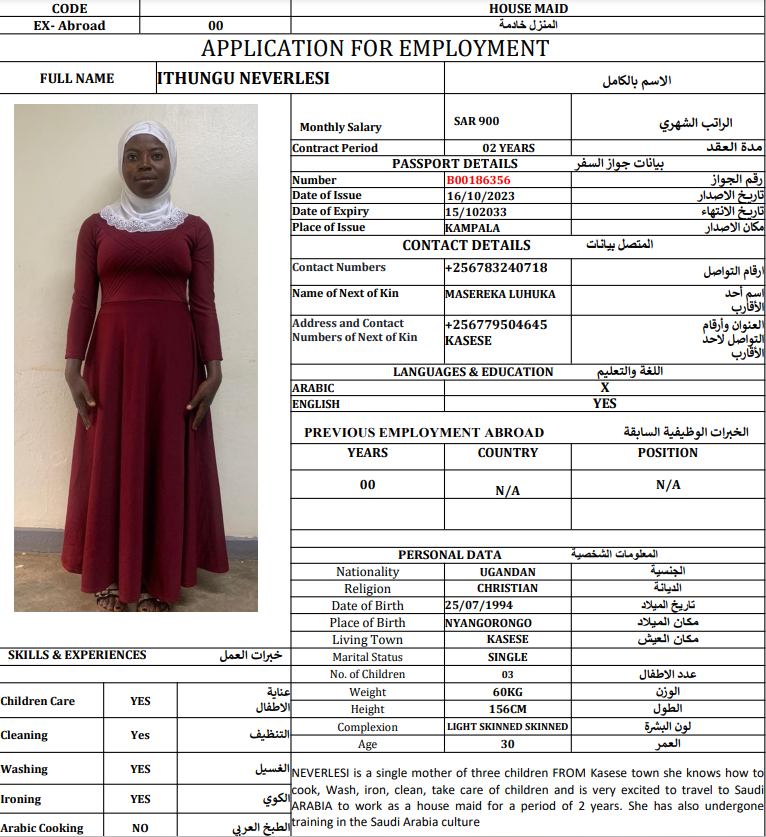 CODE HOUSE MAID
EX- Abroad 00 المنزل خادمة
APPLICATION FOR EMPLOYMENT
FULL NAME ITHUNGU NEVERLESI الاسم بالكامل
Monthly Salary SAR 900 الراتب الشهري
Contract Period 02 YEARS مدة العقد
PASSPORT DETAILS بيانات جواز السفر
Number B00186356 رقم الجواز
Date of Issue 16/10/2023 تاريخ الاصدار
Date of Expiry 15/102033 تاريخ الانتهاء
Place of Issue KAMPALA مكان الاصدار
CONTACT DETAILS المتصل بيانات
Contact Numbers +256783240718 ارقام التواصل
Name of Next of Kin MASEREKA LUHUKA اسم أحد
الأقارب
Address and Contact +256779504645 العنوان وأرقام
Numbers of Next of Kin KASESE التواصل لاحد
الأقارب
LANGUAGES & EDUCATION اللغة والتعليم
ARABIC X
ENGLISH YES
PREVIOUS EMPLOYMENT ABROAD الخبرات الوظيفية السابقة
YEARS COUNTRY POSITION
00 N/A N/A
PERSONAL DATA المعلومات الشخصية
Nationality UGANDAN الجنسية
Religion CHRISTIAN الديانة
Date of Birth 25/07/1994 تاريخ الميلاد
Place of Birth NYANGORONGO مكان الميلاد
Living Town KASESE مكان العيش
Marital Status SINGLE
No. of Children 03 عدد الاطفال
Weight 60KG الوزن
Height 156CM الطول
Complexion LIGHT SKINNED SKINNED لون البشرة
Age 30 العمر
SKILLS & EXPERIENCES خبرات العمل
Children Care YES عناية
الاطفال
Cleaning Yes التنظيف
Washing YES الغسيل
Ironing YES الكوي
Arabic Cooking NO الطبخ العربي
NEVERLESI is a single mother of three children FROM Kasese town she knows how to
cook, Wash, iron, clean, take care of children and is very excited to travel to Saudi
ARABIA to work as a house maid for a period of 2 years. She has also undergone
training in the Saudi Arabia culture